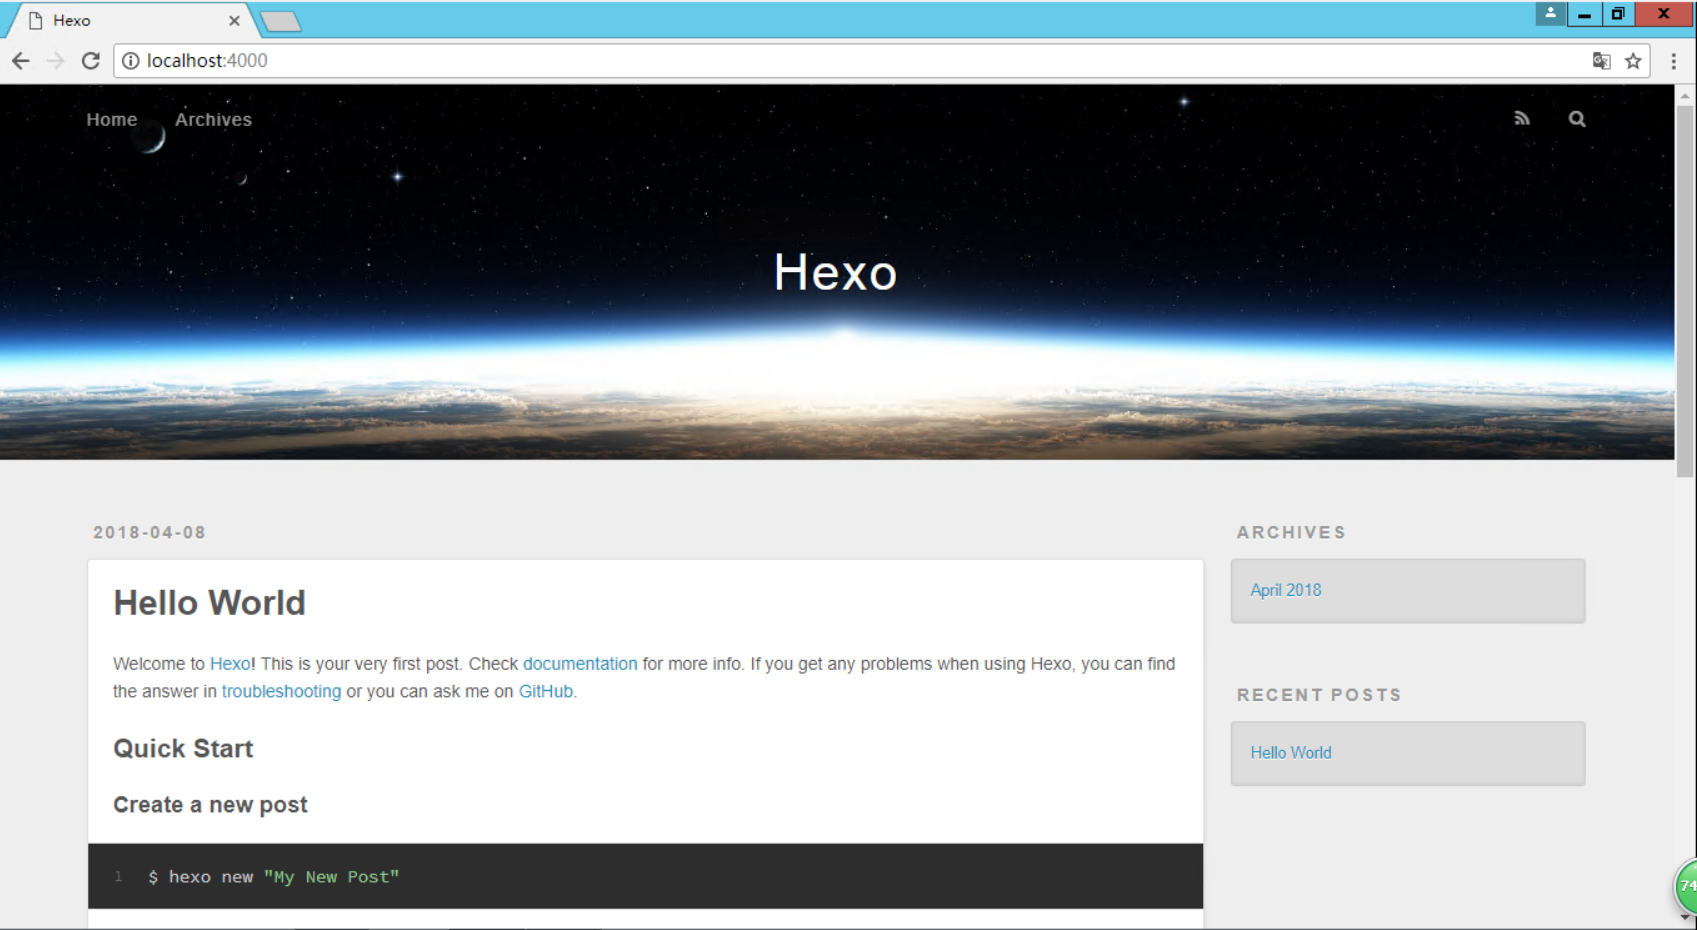 Hexo
localhost:4000
Home Archives
Hexo
2018-04-08
Hello World
Welcome to Hexo! This is your very first post. Check documentation for more info. If you get any problems when using Hexo, you can find
the answer in troubleshooting or you can ask me on GitHub.
Quick Start
Create a new post
1 $ hexo new "My New Post"
ARCHIVES
April 2018
RECENT POSTS
Hello World
74